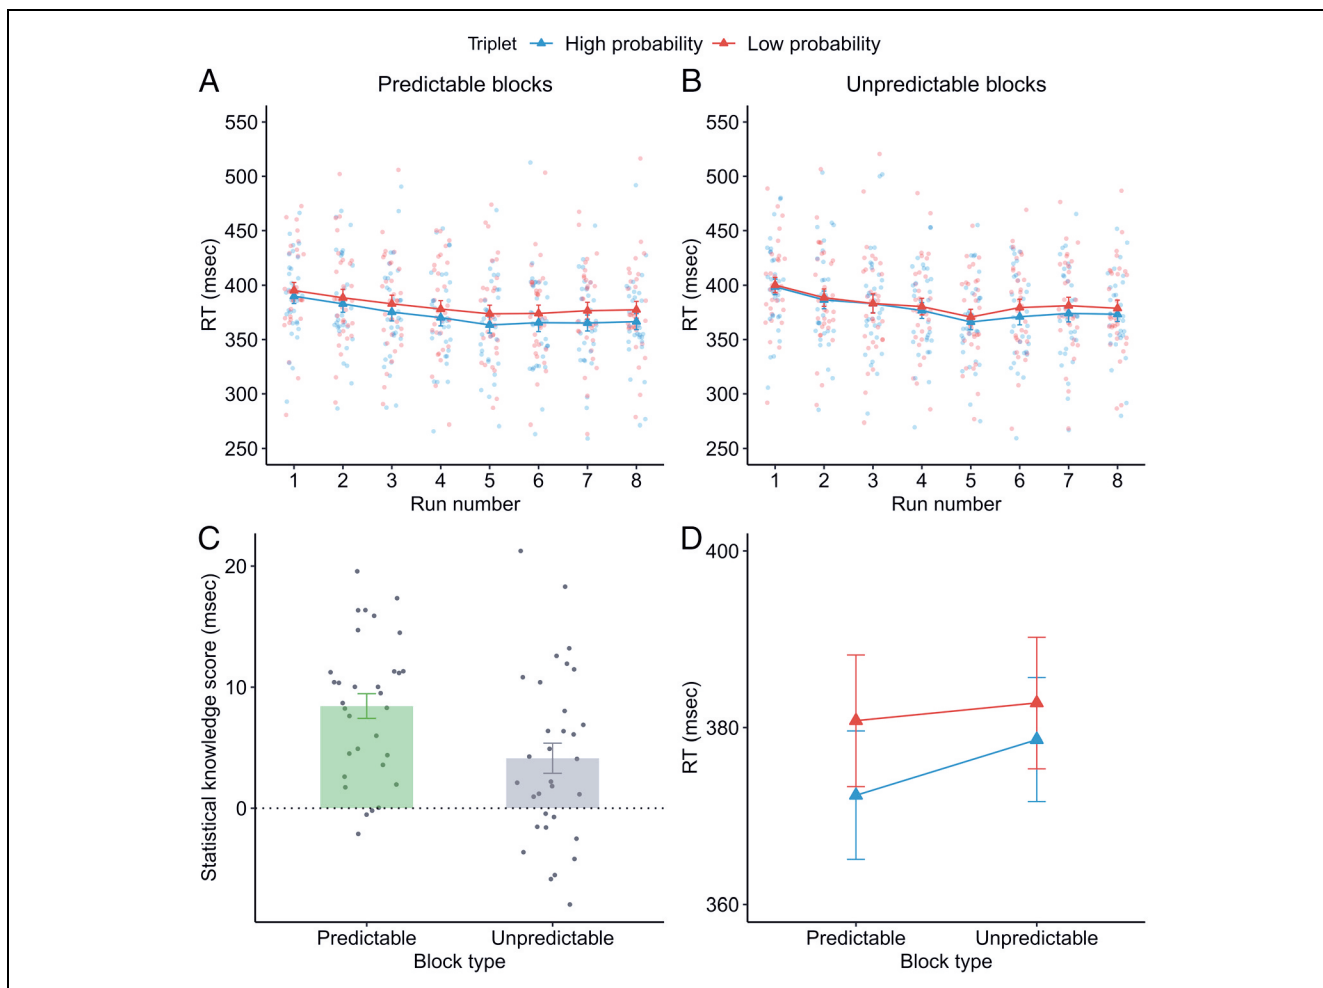 Triplet High probability Low probability
A Predictable blocks
B Unpredictable blocks
550
500
450
400
350
300
250
RT (msec)
1 2 3 4 5 6 7 8
Run number
550
500
450
400
350
300
250
RT (msec)
1 2 3 4 5 6 7 8
Run number
C
20
10
0
Statistical knowledge score (msec)
Predictable Unpredictable
Block type
D
400
380
360
RT (msec)
Predictable Unpredictable
Block type